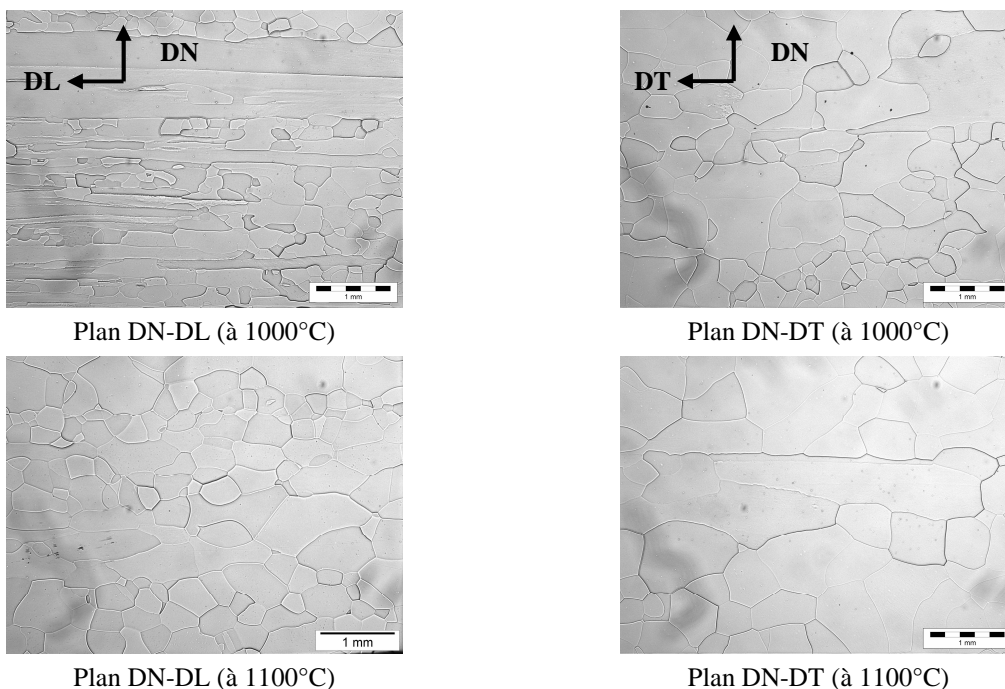 DN
DL
1 mm
DN
DT
1 mm
Plan DN-DL (à 1000°C)
Plan DN-DT (à 1000°C)
1 mm
1 mm
Plan DN-DL (à 1100°C)
Plan DN-DT (à 1100°C)